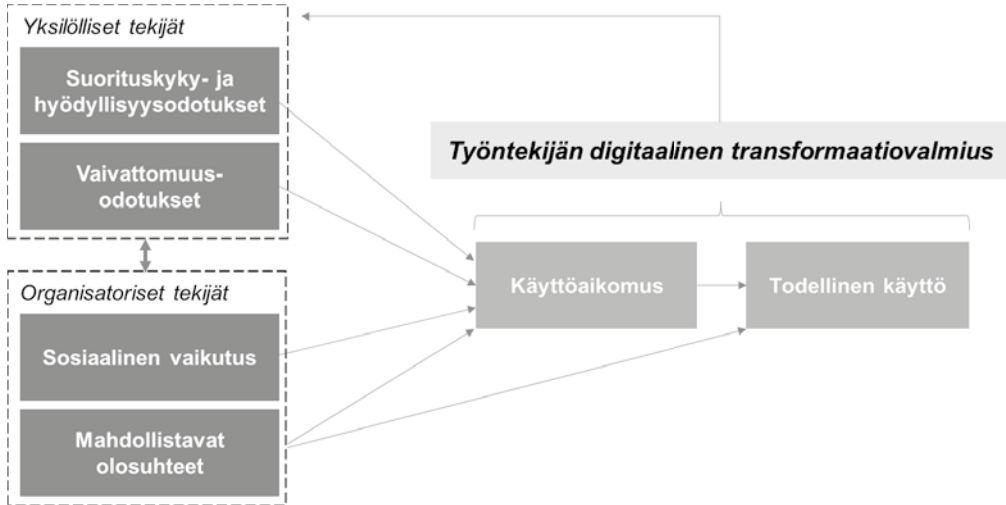 Yksilölliset tekijät
Suorituskyky- ja
hyödyllisyysodotukset
Vaivattomuus-
odotukset
Työntekijän digitaalinen transformaatiovalmius
Organisatoriset tekijät
Käyttöaikomus
Todellinen käyttö
Sosiaalinen vaikutus
Mahdollistavat
olosuhteet